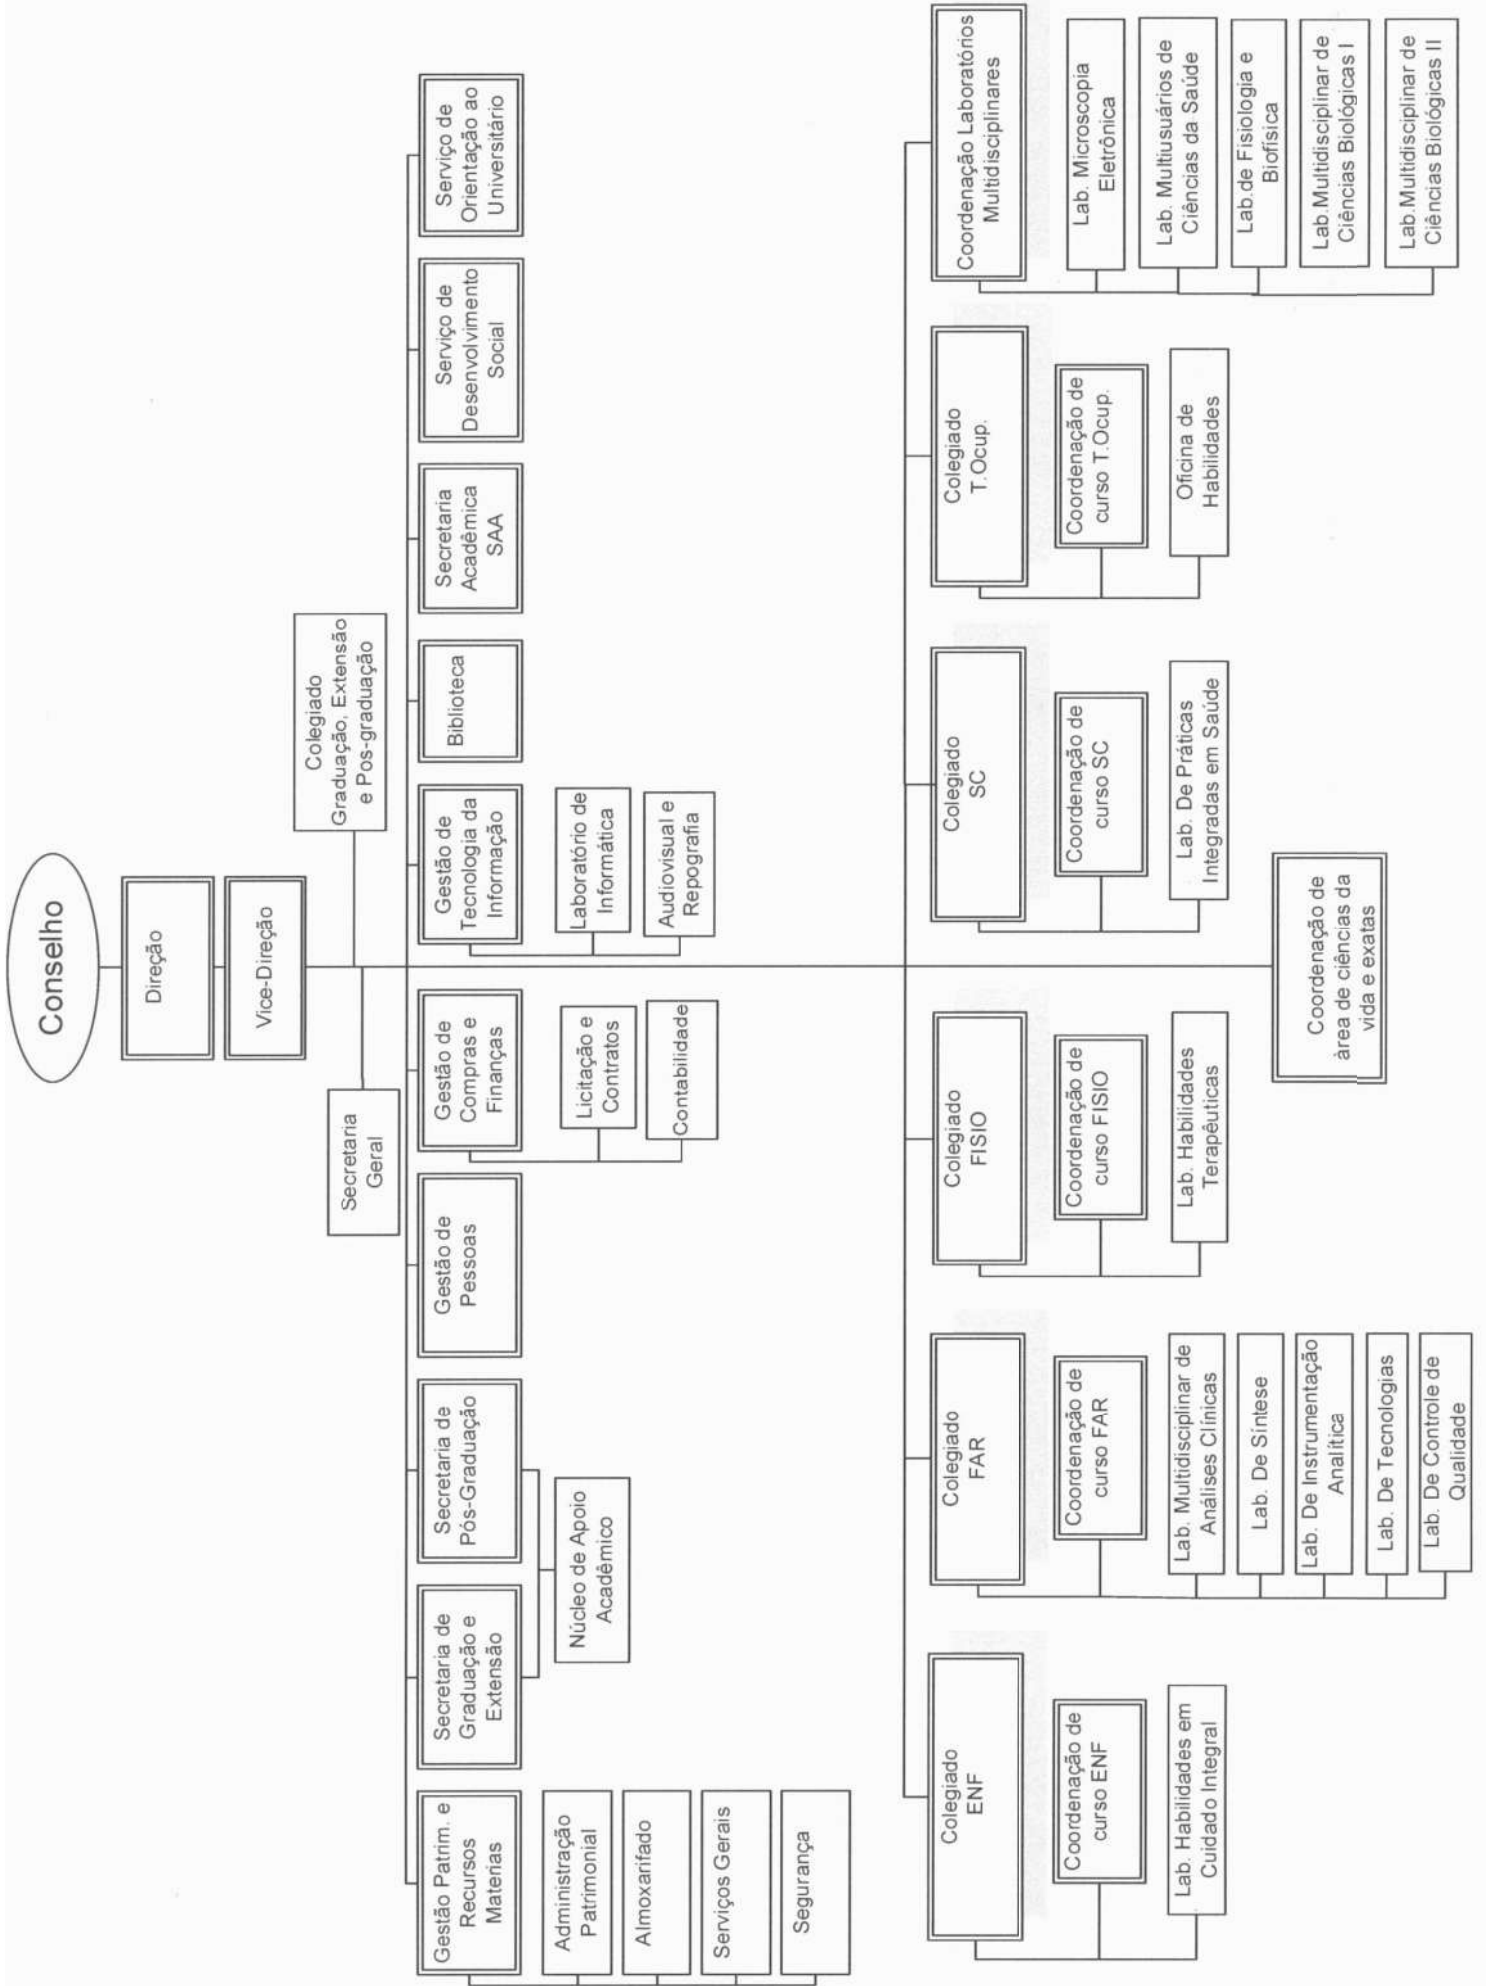 Conselho
Direção
Vice-Direção
Colegiado
Graduação, Extensão
e Pos-graduação
Secretaria
Geral
Gestão Patrim. e
Recursos
Materias
Administração
Patrimonial
Almoxarifado
Serviços Gerais
Segurança
Secretaria de
Graduação e
Extensão
Secretaria de
Pós-Graduação
Núcleo de Apoio
Acadêmico
Gestão de
Pessoas
Gestão de
Compras e
Finanças
Licitação e
Contratos
Contabilidade
Gestão de
Tecnologia da
Informação
Laboratório de
Informática
Audiovisual e
Repografia
Biblioteca
Secretaria
Acadêmica
SAA
Serviço de
Desenvolvimento
Social
Serviço de
Orientação ao
Universitário
Colegiado
ENF
Coordenação de
curso ENF
Lab. Habilidades em
Cuidado Integral
Colegiado
FAR
Coordenação de
curso FAR
Lab. Multidisciplinar de
Análises Clínicas
Lab. De Síntese
Lab. De Instrumentação
Analítica
Lab. De Tecnologias
Lab. De Controle de
Qualidade
Colegiado
FISIO
Coordenação de
curso FISIO
Lab. Habilidades
Terapêuticas
Colegiado
SC
Coordenação de
curso SC
Lab. De Práticas
Integradas em Saúde
Colegiado
T.Ocup.
Coordenação de
curso T.Ocup.
Oficina de
Habilidades
Coordenação Laboratórios
Multidisciplinares
Lab. Microscopia
Eletrônica
Lab. Multiusuários de
Ciências da Saúde
Lab.de Fisiologia e
Biofísica
Lab.Multidisciplinar de
Ciências Biológicas I
Lab.Multidisciplinar de
Ciências Biológicas II
Coordenação de
àrea de ciências da
vida e exatas